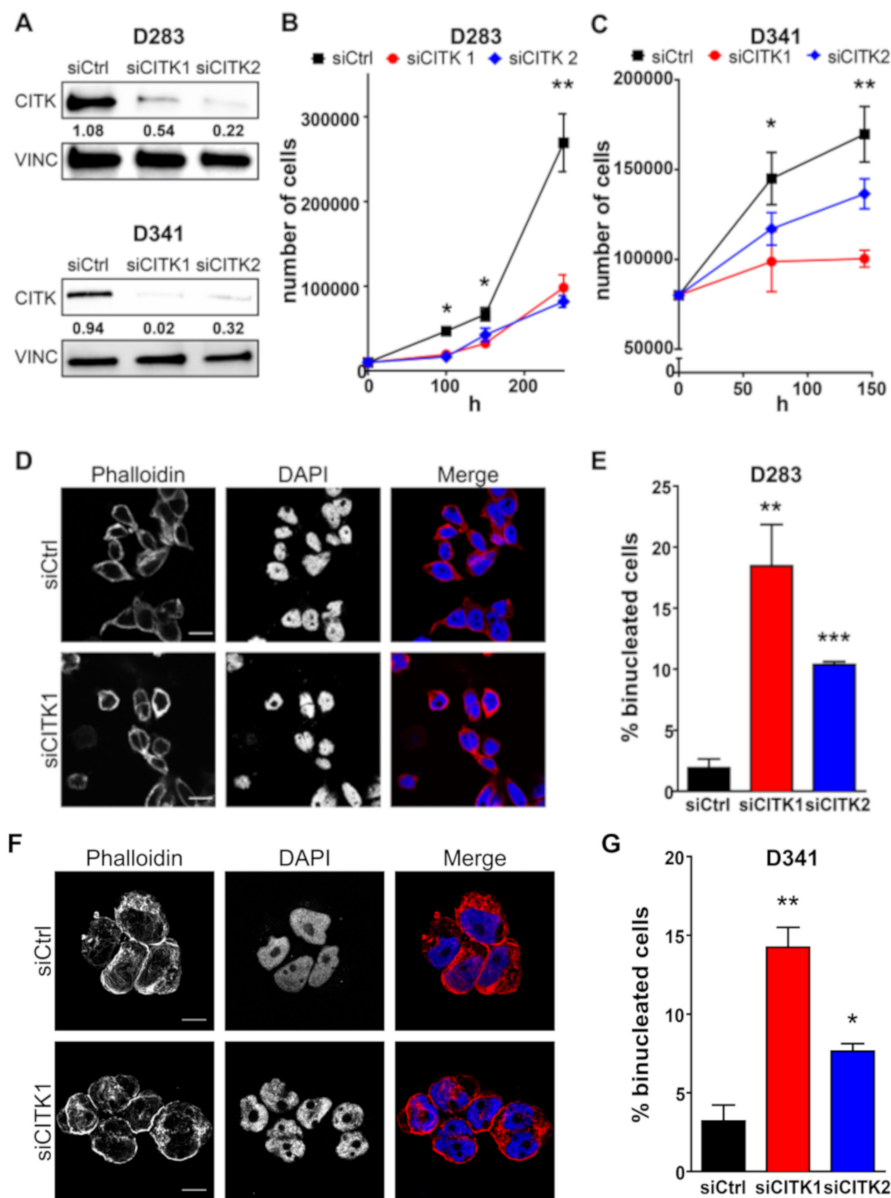 A
D283
siCtrl siCITK1 siCITK2
CITK
1.08 0.54 0.22
VINC
D341
siCtrl siCITK1 siCITK2
CITK
0.94 0.02 0.32
VINC
B
D283
siCtrl siCITK 1 siCITK 2
number of cells
300000
200000
100000
0
0 100 200
h
* * **
C
D341
siCtrl siCITK1 siCITK2
number of cells
200000
150000
100000
50000
0
0 50 100 150
h
* **
D
Phalloidin DAPI Merge
siCtrl
siCITK1
E
D283
% binucleated cells
25
20
15
10
5
0
** ***
siCtrl siCITK1 siCITK2
F
Phalloidin DAPI Merge
siCtrl
siCITK1
G
D341
% binucleated cells
20
15
10
5
0
** *
siCtrl siCITK1 siCITK2